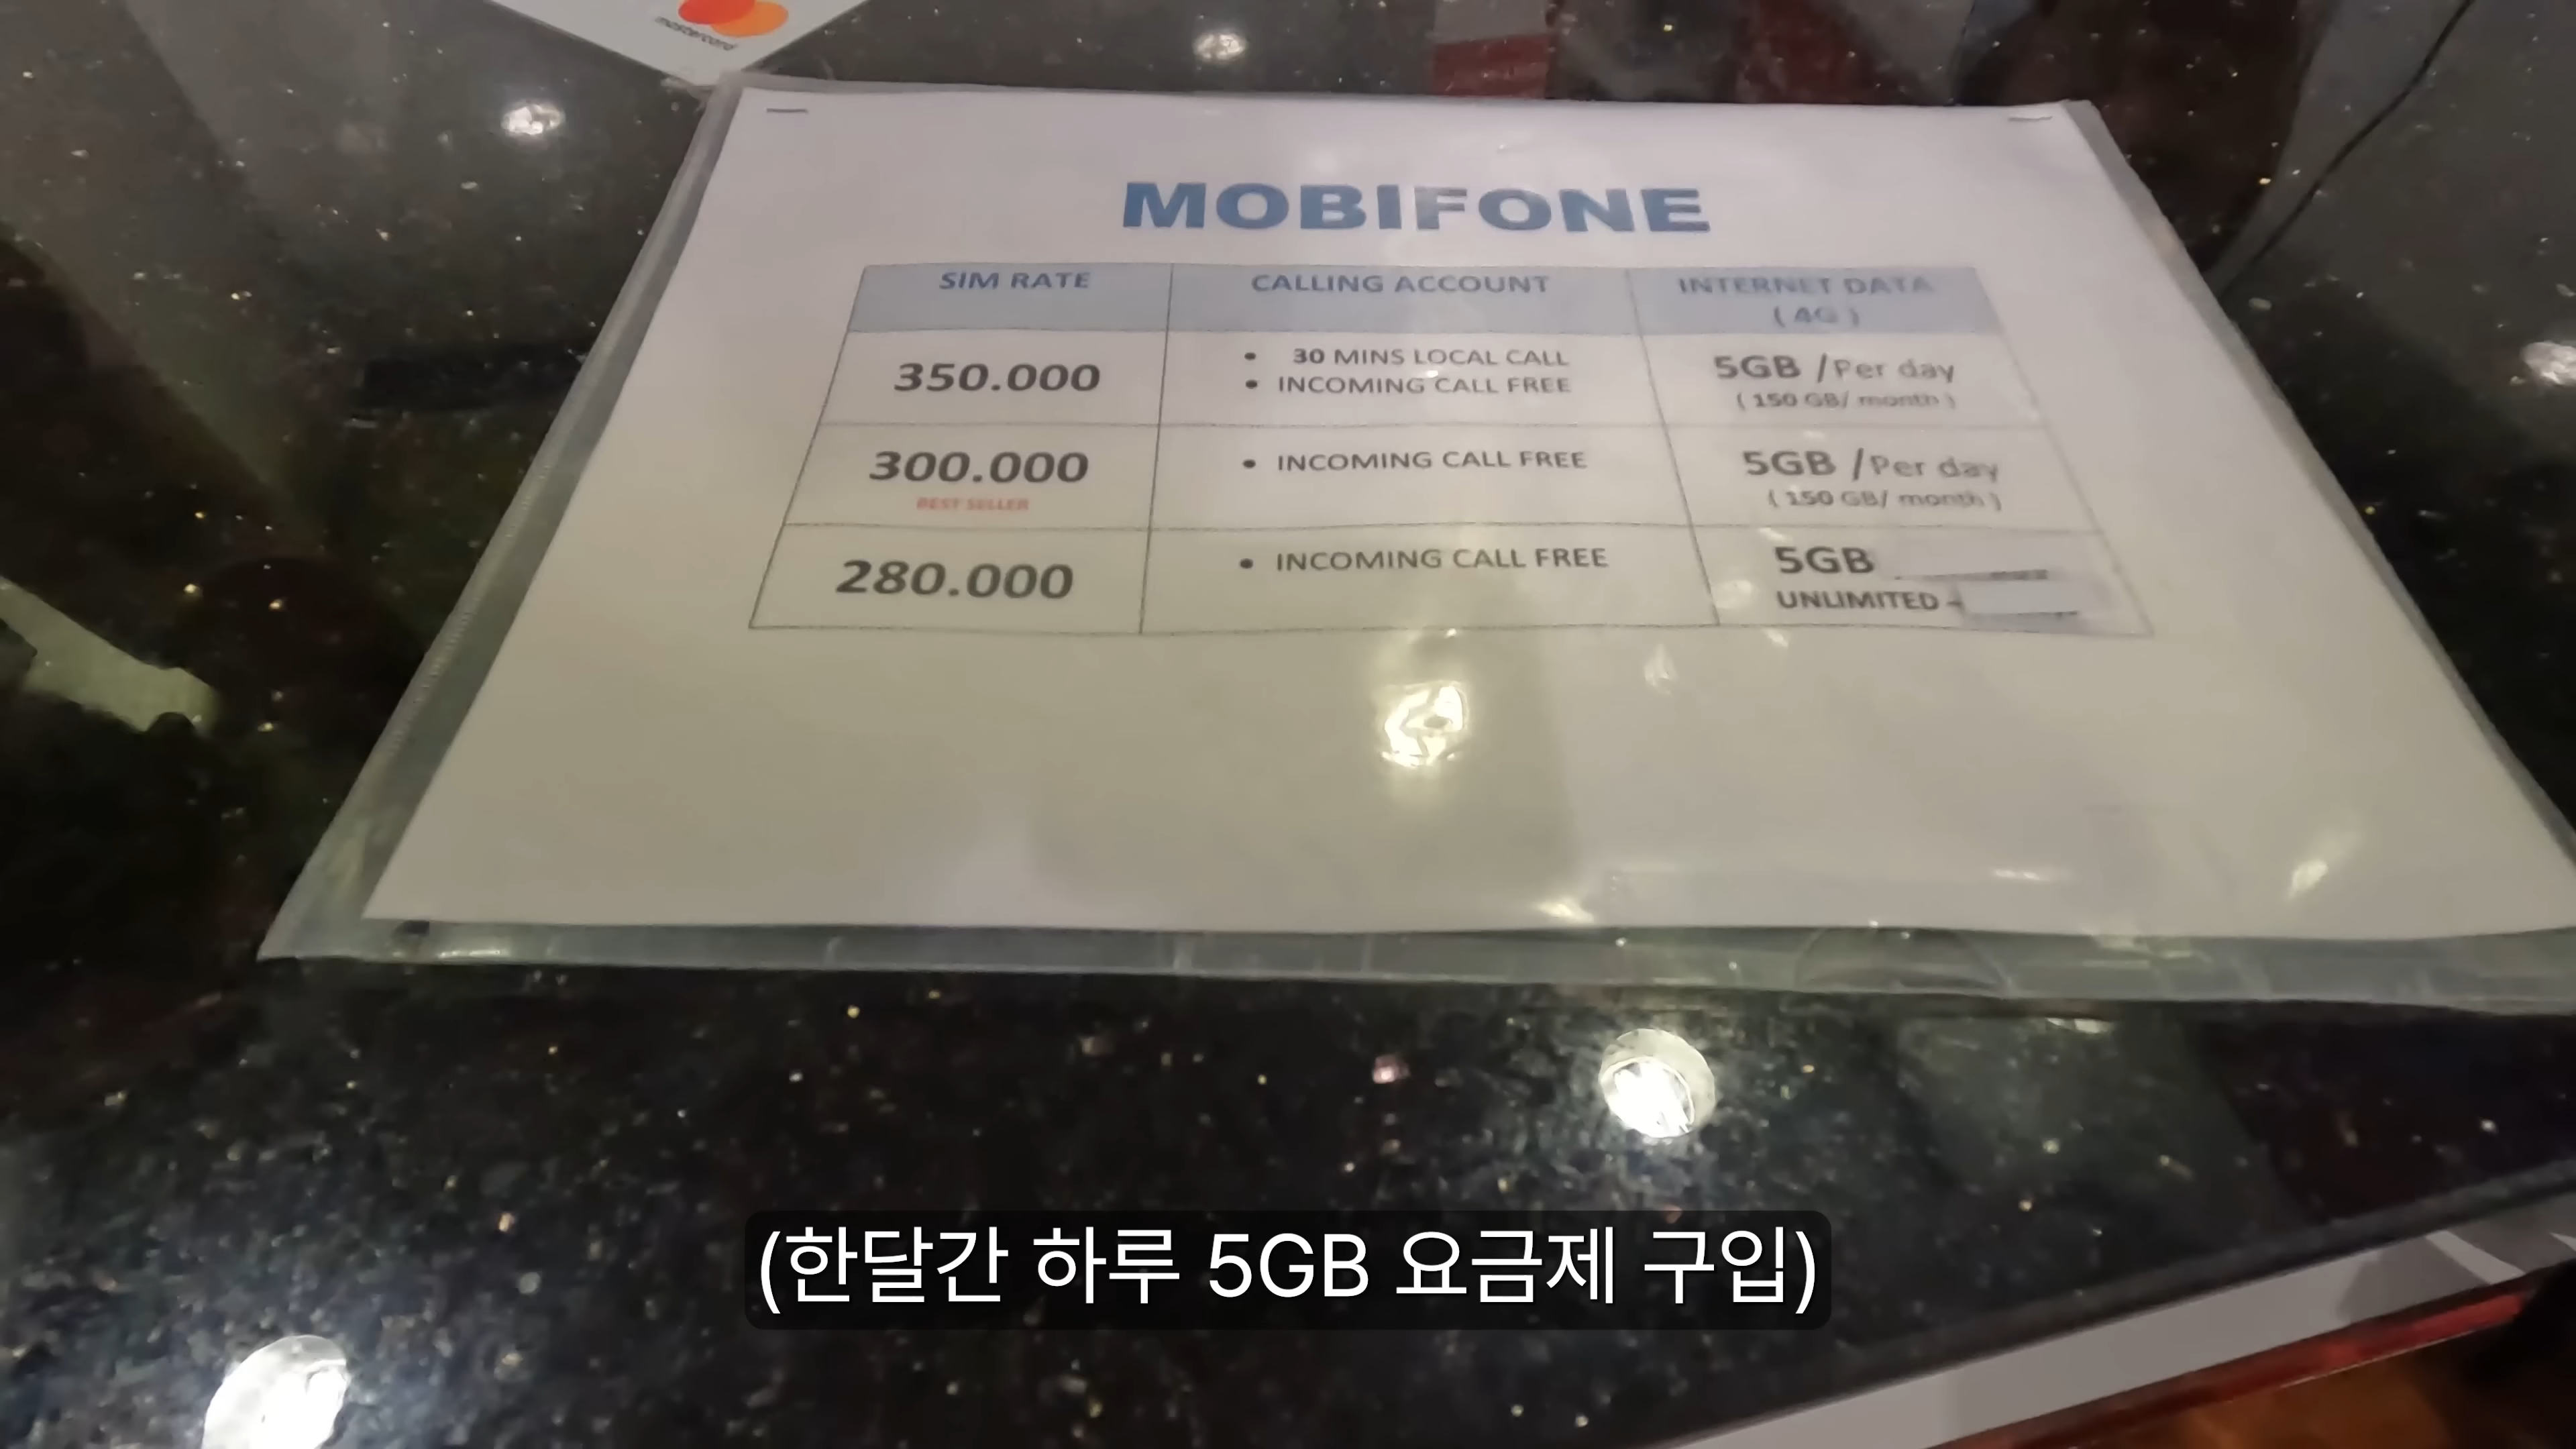 mastercard
MOBIFONE
SIM RATE
CALLING ACCOUNT
INTERNET DATA
( 4G )
350.000
• 30 MINS LOCAL CALL
• INCOMING CALL FREE
5GB /Per day
( 150 GB/ month )
300.000
BEST SELLER
• INCOMING CALL FREE
5GB /Per day
( 150 GB/ month )
280.000
• INCOMING CALL FREE
5GB
UNLIMITED -
(한달간 하루 5GB 요금제 구입)